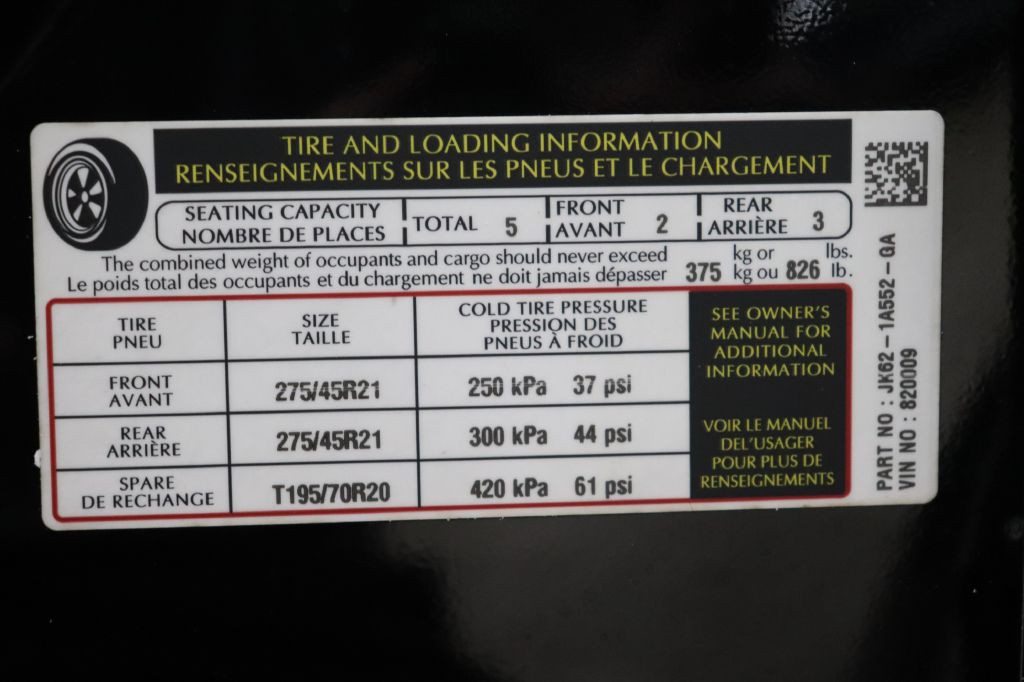 TIRE AND LOADING INFORMATION
RENSEIGNEMENTS SUR LES PNEUS ET LE CHARGEMENT
SEATING CAPACITY
NOMBRE DE PLACES
TOTAL 5
FRONT
AVANT 2
REAR
ARRIÈRE 3
The combined weight of occupants and cargo should never exceed 375 kg or 826 lbs.
Le poids total des occupants et du chargement ne doit jamais dépasser kg ou lb.
TIRE
PNEU
SIZE
TAILLE
COLD TIRE PRESSURE
PRESSION DES
PNEUS À FROID
FRONT
AVANT
275/45R21
250 kPa 37 psi
REAR
ARRIÈRE
275/45R21
300 kPa 44 psi
SPARE
DE RECHANGE
T195/70R20
420 kPa 61 psi
SEE OWNER'S
MANUAL FOR
ADDITIONAL
INFORMATION
VOIR LE MANUEL
DEL'USAGER
POUR PLUS DE
RENSEIGNEMENTS
PART NO : JK62 - 1A552 - GA
VIN NO : 820009